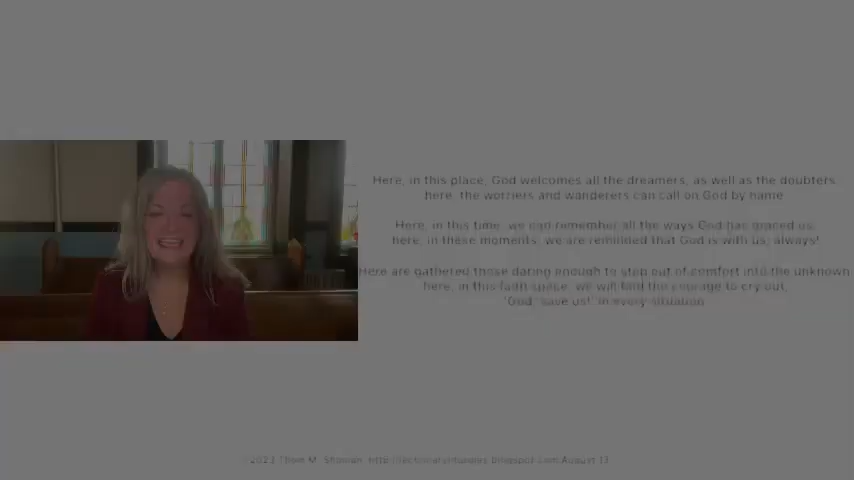 Here, in this place, God welcomes all the dreamers, as well as the doubters;
here, the worriers and wanderers can call on God by name.
Here, in this time, we can remember all the ways God has graced us;
here, in these moments, we are reminded that God is with us, always!
Here are gathered those daring enough to step out of comfort into the unknown
here, in this faith space, we will find the courage to cry out,
'God, save us!' in every situation.
2023 Thom M. August 13